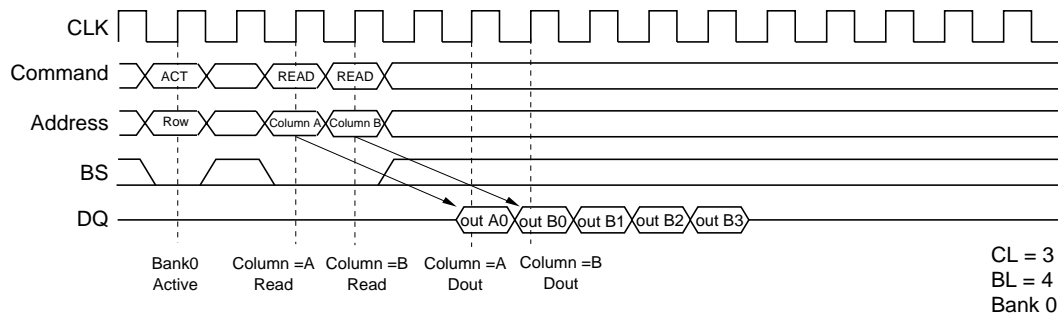 CLK
Command ACT READ READ
Address Row Column A Column B
BS
DQ out A0 out B0 out B1 out B2 out B3
Bank0 Column =A Column =B Column =A Column =B
Active Read Read Dout Dout
CL = 3
BL = 4
Bank 0